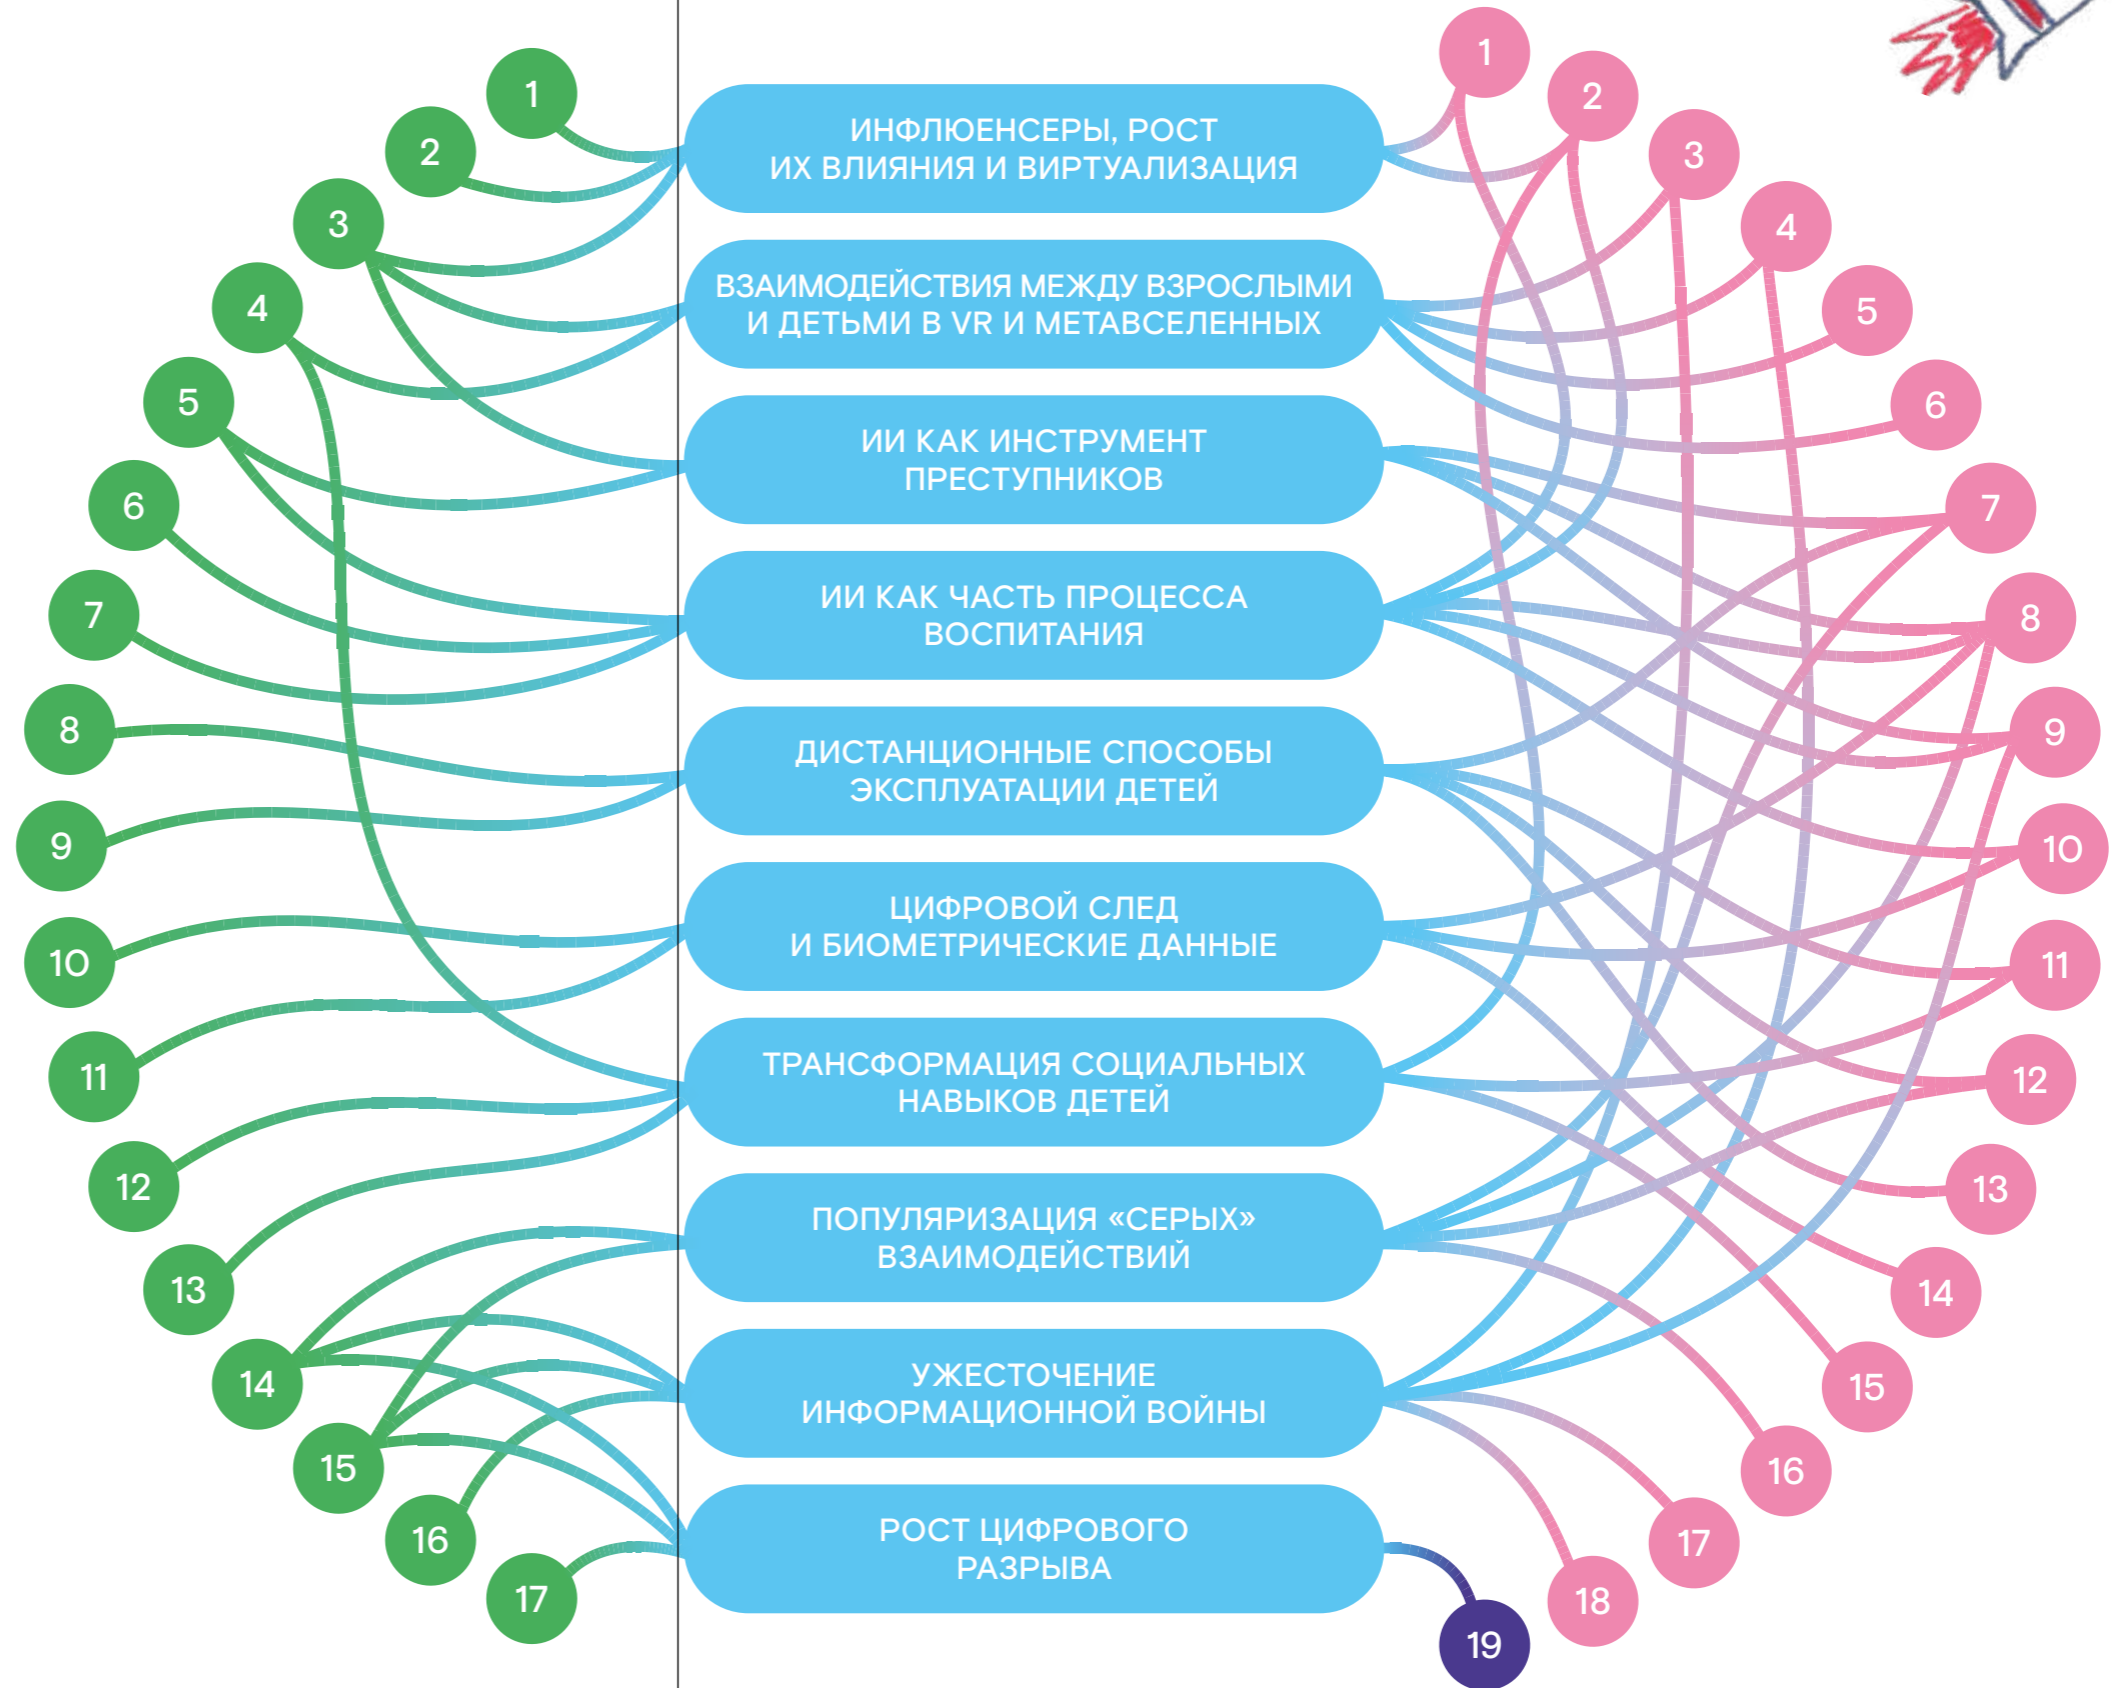 1
2
3
4
5
6
7
8
9
10
11
12
13
14
15
16
17
ИНФЛЮЕНСЕРЫ, РОСТ
ИХ ВЛИЯНИЯ И ВИРТУАЛИЗАЦИЯ
ВЗАИМОДЕЙСТВИЯ МЕЖДУ ВЗРОСЛЫМИ
И ДЕТЬМИ В VR И МЕТАВСЕЛЕННЫХ
ИИ КАК ИНСТРУМЕНТ
ПРЕСТУПНИКОВ
ИИ КАК ЧАСТЬ ПРОЦЕССА
ВОСПИТАНИЯ
ДИСТАНЦИОННЫЕ СПОСОБЫ
ЭКСПЛУАТАЦИИ ДЕТЕЙ
ЦИФРОВОЙ СЛЕД
И БИОМЕТРИЧЕСКИЕ ДАННЫЕ
ТРАНСФОРМАЦИЯ СОЦИАЛЬНЫХ
НАВЫКОВ ДЕТЕЙ
ПОПУЛЯРИЗАЦИЯ «СЕРЫХ»
ВЗАИМОДЕЙСТВИЙ
УЖЕСТОЧЕНИЕ
ИНФОРМАЦИОННОЙ ВОЙНЫ
РОСТ ЦИФРОВОГО
РАЗРЫВА
1
2
3
4
5
6
7
8
9
10
11
12
13
14
15
16
17
18
19